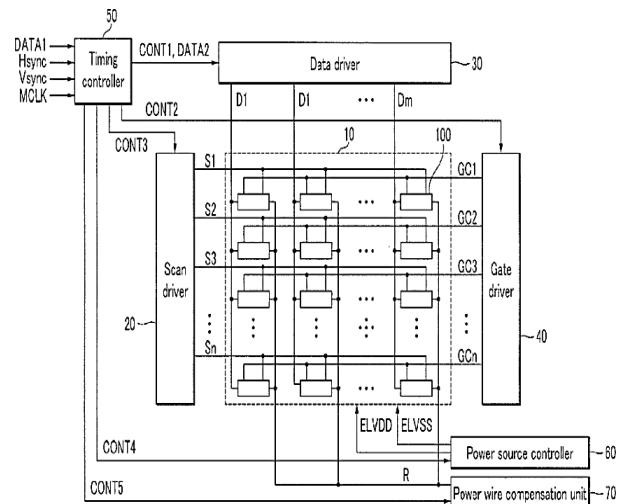 50
DATA1
Hsync
Vsync
MCLK
Timing
controller
CONT1, DATA2
Data driver
30
D1
D1
...
Dm
CONT2
CONT3
10
100
S1
GC1
S2
GC2
S3
GC3
Sn
GCn
Scan
driver
20
Gate
driver
40
ELVDD
ELVSS
CONT4
Power source controller
60
R
CONT5
Power wire compensation unit
70